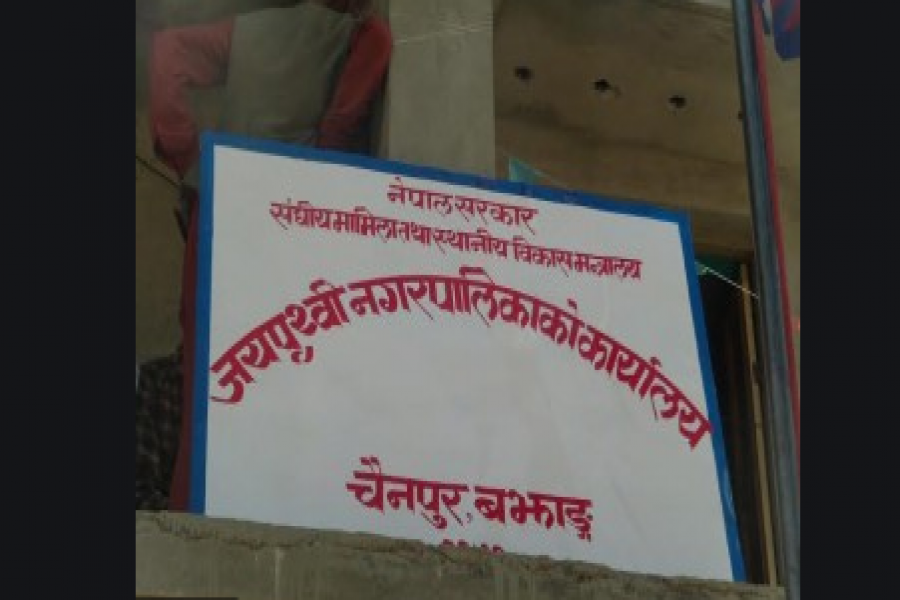 नेपाल सरकार
संघीय मामिला तथा स्थानीय विकास मन्त्रालय
जयपृथ्वी नगरपालिकाको कार्यालय
चैनपुर, बझाङ्ग